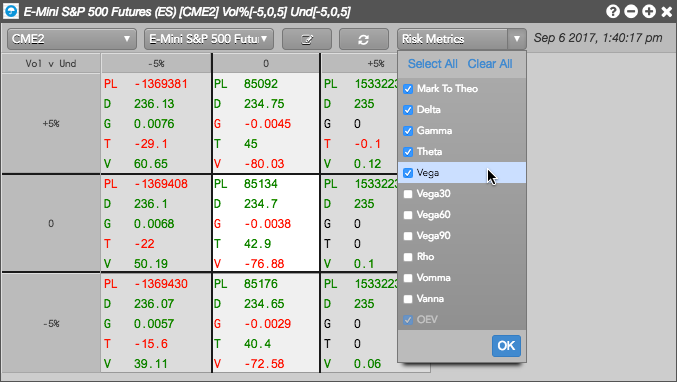 E-Mini S&P 500 Futures (ES) [CME2] Vol%[-5,0,5] Und[-5,0,5]
CME2 E-Mini S&P 500 Futur Risk Metrics Sep 6 2017, 1:40:17 pm
Vol v Und -5% 0 +5%
Select All Clear All
Mark To Theo
Delta
Gamma
Theta
Vega
Vega30
Vega60
Vega90
Rho
Vomma
Vanna
OEV
OK
+5%
PL -1369381 PL 85092 PL 1533223
D 236.13 D 234.75 D 235
G 0.0076 G -0.0045 G 0
T -29.1 T 45 T -0.1
V 60.65 V -80.03 V 0.12
0
PL -1369408 PL 85134 PL 1533223
D 236.1 D 234.7 D 235
G 0.0068 G -0.0038 G 0
T -22 T 42.9 T 0
V 50.19 V -76.88 V 0.1
-5%
PL -1369430 PL 85176 PL 1533223
D 236.07 D 234.65 D 235
G 0.0057 G -0.0029 G 0
T -15.6 T 40.4 T 0
V 39.11 V -72.58 V 0.06